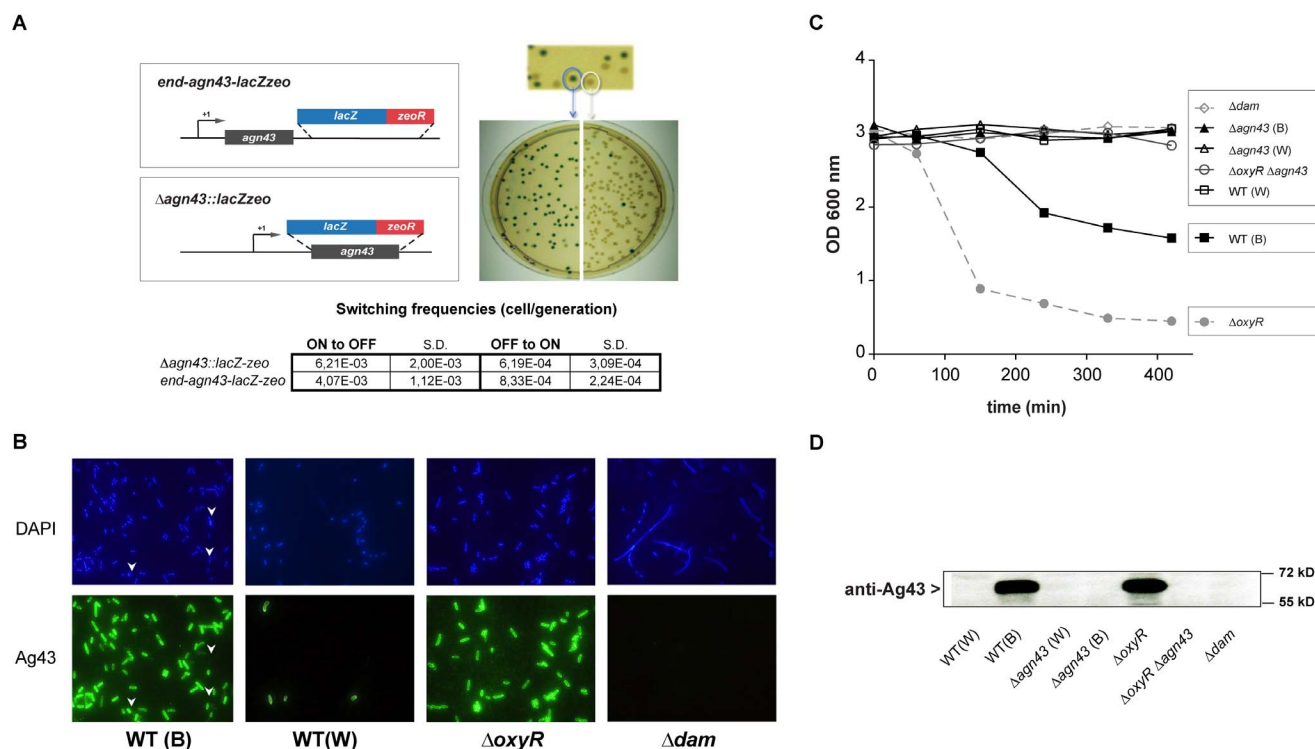 A
end-agn43-lacZzeo
+1
lacZ
zeoR
agn43
Δagn43::lacZzeo
+1
lacZ
zeoR
agn43
Switching frequencies (cell/generation)
ON to OFF S.D. OFF to ON S.D.
Δagn43::lacZ-zeo 6,21E-03 2,00E-03 6,19E-04 3,09E-04
end-agn43-lacZ-zeo 4,07E-03 1,12E-03 8,33E-04 2,24E-04
B
DAPI
Ag43
WT (B) WT(W) ΔoxyR Δdam
C
4
3
2
1
0
OD 600 nm
0 100 200 300 400
time (min)
Δdam
Δagn43 (B)
Δagn43 (W)
ΔoxyR Δagn43
WT (W)
WT (B)
ΔoxyR
D
anti-Ag43 >
72 kD
55 kD
WT(W)
WT(B)
Δagn43 (W)
Δagn43 (B)
ΔoxyR
ΔoxyR Δagn43
Δdam